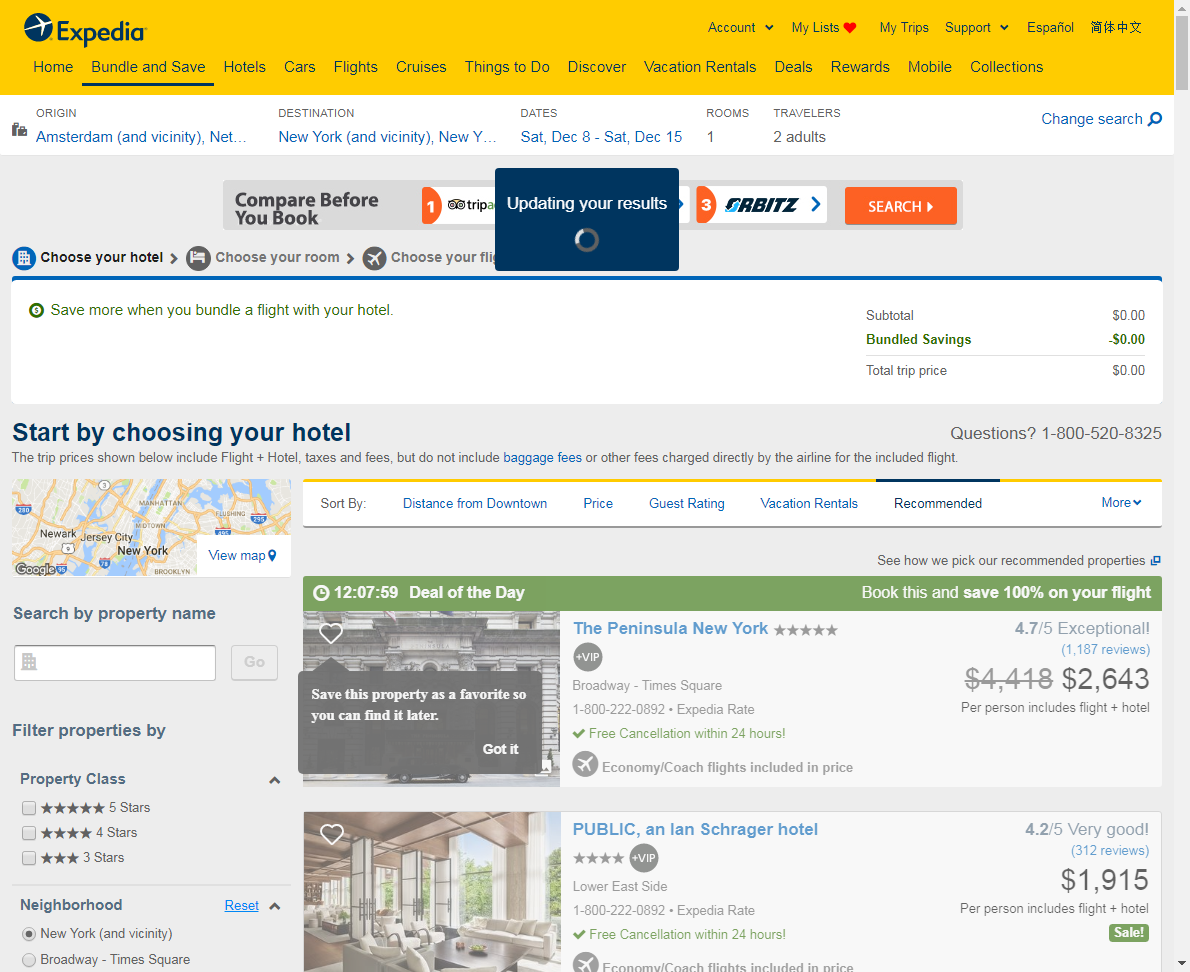 Expedia
Account
My Lists
My Trips
Support
Español
简体中文
Home
Bundle and Save
Hotels
Cars
Flights
Cruises
Things to Do
Discover
Vacation Rentals
Deals
Rewards
Mobile
Collections
ORIGIN
Amsterdam (and vicinity), Net...
DESTINATION
New York (and vicinity), New Y...
DATES
Sat, Dec 8 - Sat, Dec 15
ROOMS
1
TRAVELERS
2 adults
Change search
Compare Before
You Book
1
3 ORBITZ
SEARCH
Updating your results
Choose your hotel
Choose your room
Choose your
Save more when you bundle a flight with your hotel.
Subtotal $0.00
Bundled Savings -$0.00
Total trip price $0.00
Start by choosing your hotel
Questions? 1-800-520-8325
The trip prices shown below include Flight + Hotel, taxes and fees, but do not include baggage fees or other fees charged directly by the airline for the included flight.
3
MANHATTAN
280
FLUSHING
MIDTOWN
295
Newark
495
Jersey City
9
New York
78
BROOKLYN
Google
95
View map
Sort By:
Distance from Downtown
Price
Guest Rating
Vacation Rentals
Recommended
More
See how we pick our recommended properties
Search by property name
Go
Filter properties by
Property Class
5 Stars
4 Stars
3 Stars
Neighborhood
Reset
New York (and vicinity)
Broadway - Times Square
12:07:59 Deal of the Day
Book this and save 100% on your flight
Save this property as a favorite so
you can find it later.
Got it
The Peninsula New York
+VIP
Broadway - Times Square
1-800-222-0892 • Expedia Rate
Free Cancellation within 24 hours!
Economy/Coach flights included in price
4.7/5 Exceptional!
(1,187 reviews)
$4,418 $2,643
Per person includes flight + hotel
PUBLIC, an Ian Schrager hotel
+VIP
Lower East Side
1-800-222-0892 • Expedia Rate
Free Cancellation within 24 hours!
Economy/Coach flights included in price
4.2/5 Very good!
(312 reviews)
$1,915
Per person includes flight + hotel
Sale!